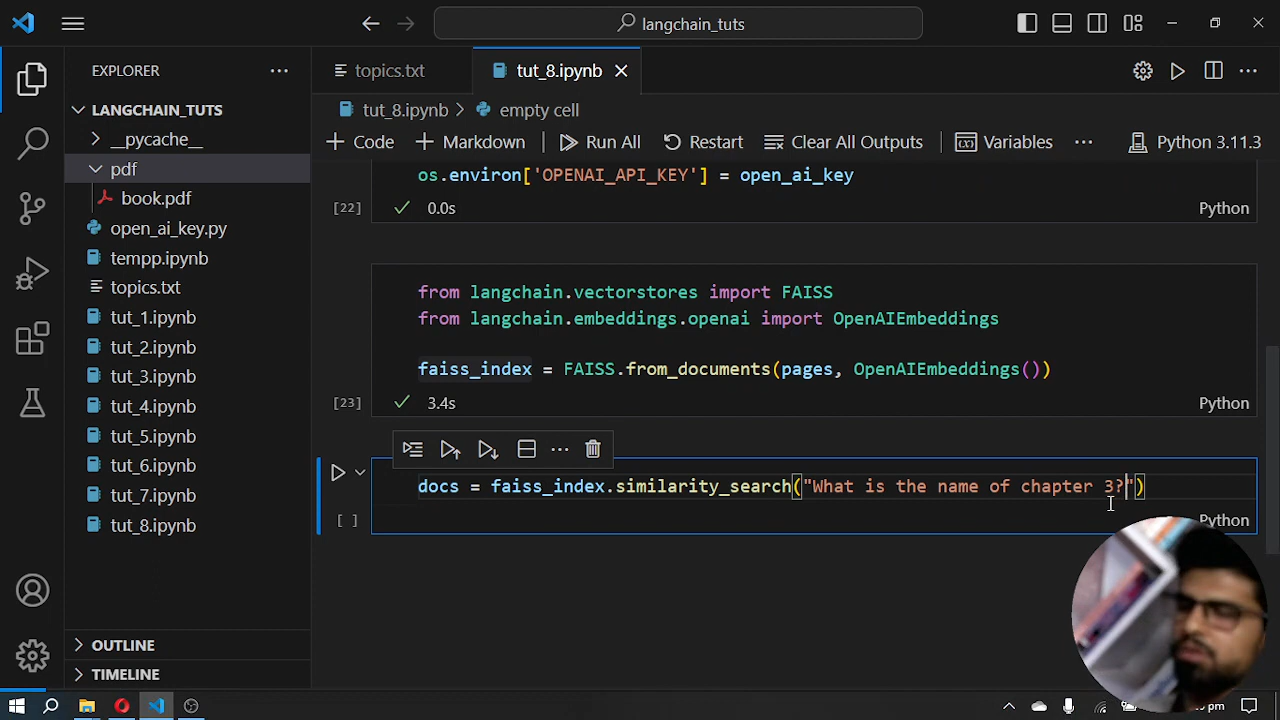 langchain_tuts
EXPLORER
topics.txt
tut_8.ipynb
LANGCHAIN_TUTS
tut_8.ipynb > empty cell
__pycache__
Code
Markdown
Run All
Restart
Clear All Outputs
Variables
Python 3.11.3
pdf
os.environ['OPENAI_API_KEY'] = open_ai_key
book.pdf
[22]
0.0s
Python
open_ai_key.py
tempp.ipynb
topics.txt
from langchain.vectorstores import FAISS
tut_1.ipynb
from langchain.embeddings.openai import OpenAIEmbeddings
tut_2.ipynb
faiss_index = FAISS.from_documents(pages, OpenAIEmbeddings())
tut_3.ipynb
[23]
3.4s
Python
tut_4.ipynb
tut_5.ipynb
tut_6.ipynb
docs = faiss_index.similarity_search("What is the name of chapter 3?")
tut_7.ipynb
[ ]
Python
tut_8.ipynb
OUTLINE
TIMELINE
pm